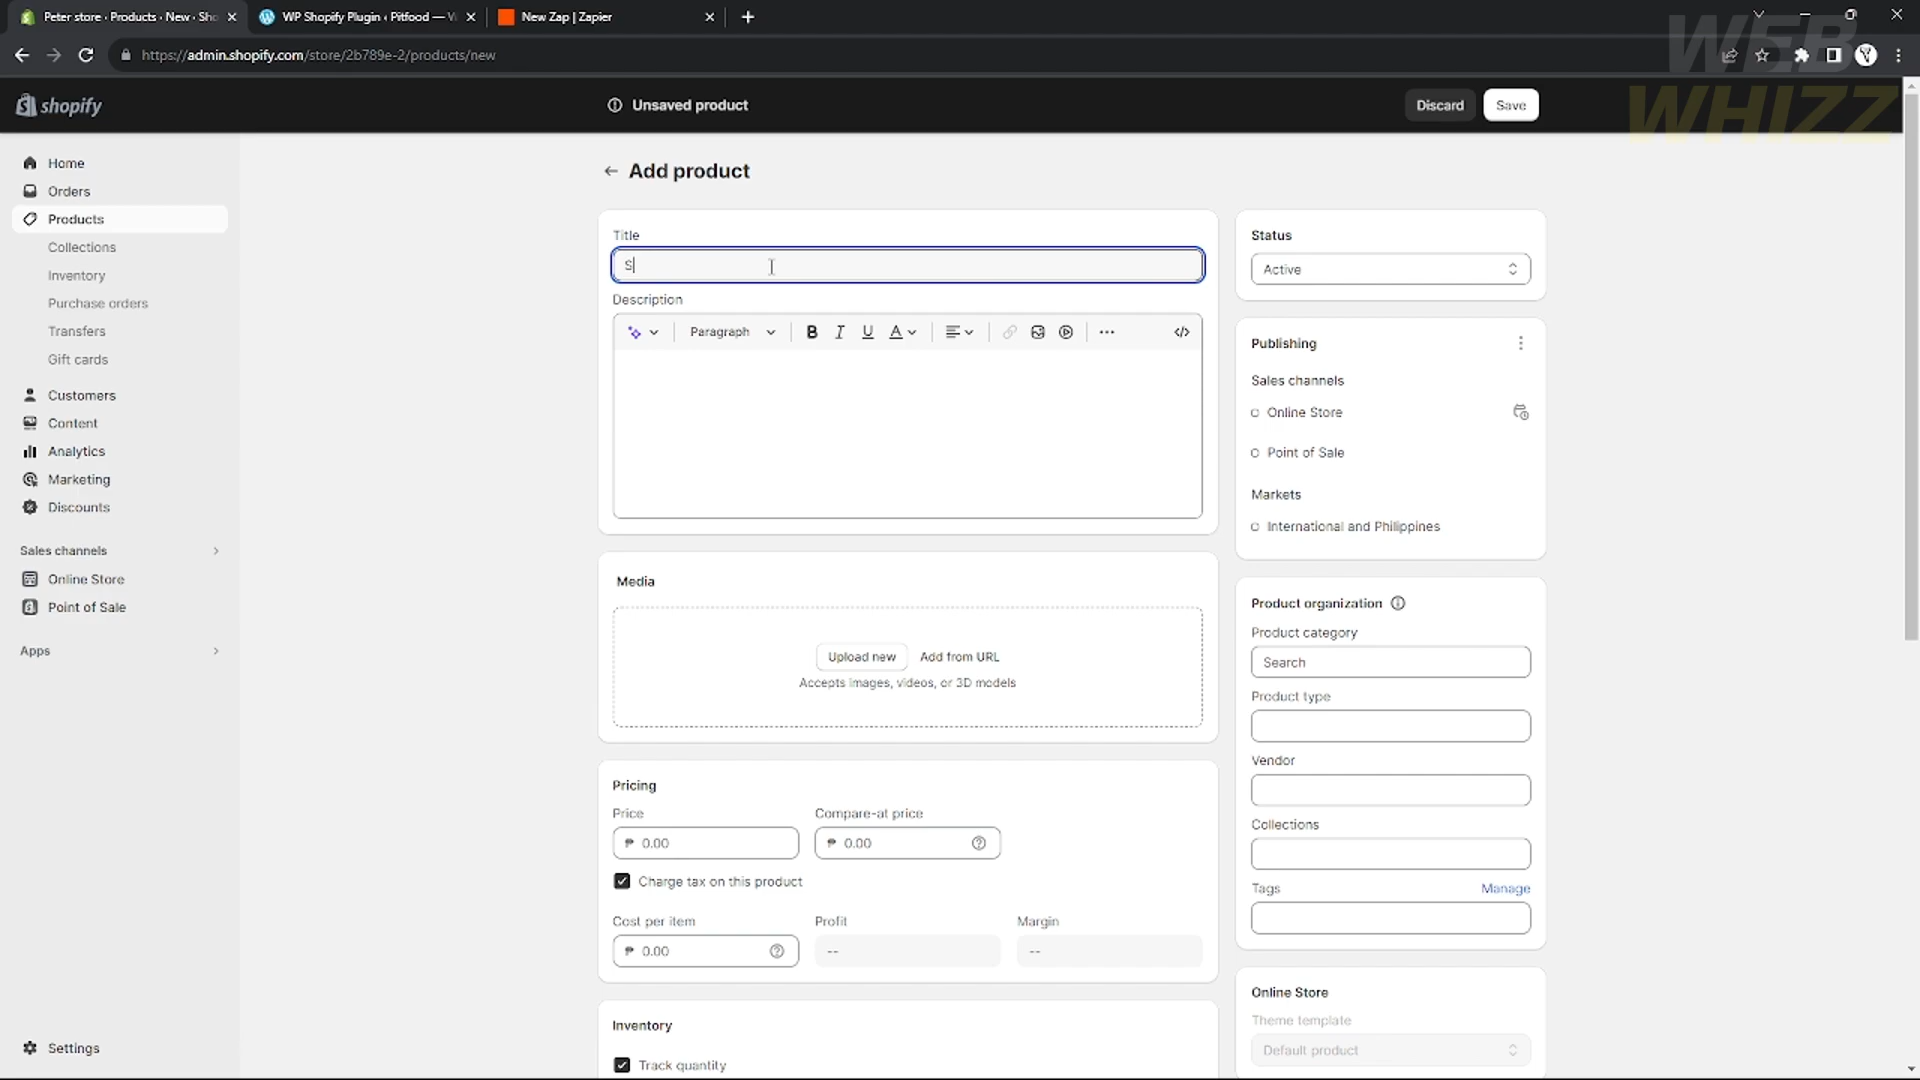 Peter store · Products · New · Sho
WP Shopify Plugin ‹ Pitfood — W
New Zap | Zapier
https://admin.shopify.com/store/2b789e-2/products/new
WEB
WHIZZ
shopify
Unsaved product
Discard
Save
Home
Orders
Products
Collections
Inventory
Purchase orders
Transfers
Gift cards
Customers
Content
Analytics
Marketing
Discounts
Sales channels
Online Store
Point of Sale
Apps
Settings
Add product
Title
S
Description
Paragraph
B I U A
Media
Upload new
Add from URL
Accepts images, videos, or 3D models
Pricing
Price
Compare-at price
₱ 0.00
₱ 0.00
Charge tax on this product
Cost per item
Profit
Margin
₱ 0.00
--
--
Inventory
Track quantity
Status
Active
Publishing
Sales channels
Online Store
Point of Sale
Markets
International and Philippines
Product organization
Product category
Search
Product type
Vendor
Collections
Tags
Manage
Online Store
Theme template
Default product